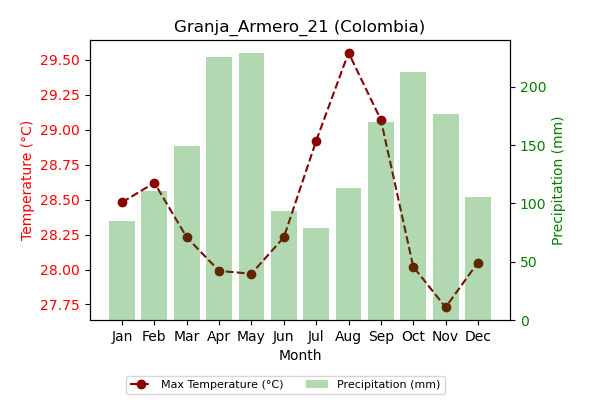 Granja_Armero_21 (Colombia)
29.50
29.25
29.00
28.75
28.50
28.25
28.00
27.75
Temperature (°C)
200
150
100
50
0
Precipitation (mm)
Jan Feb Mar Apr May Jun Jul Aug Sep Oct Nov Dec
Month
Max Temperature (°C) Precipitation (mm)